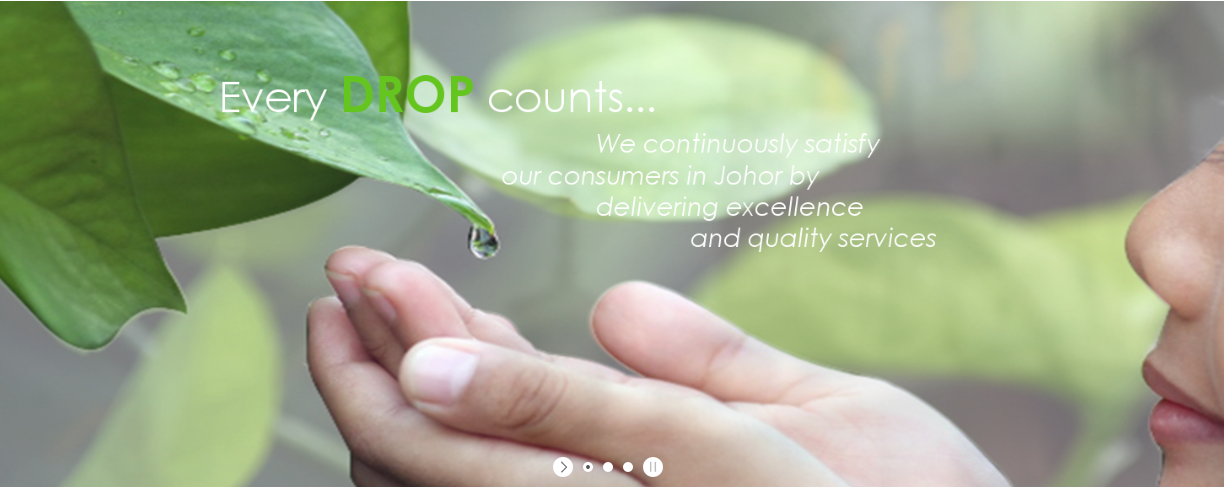 Every DROP counts...
We continuously satisfy
our consumers in Johor by
delivering excellence
and quality services